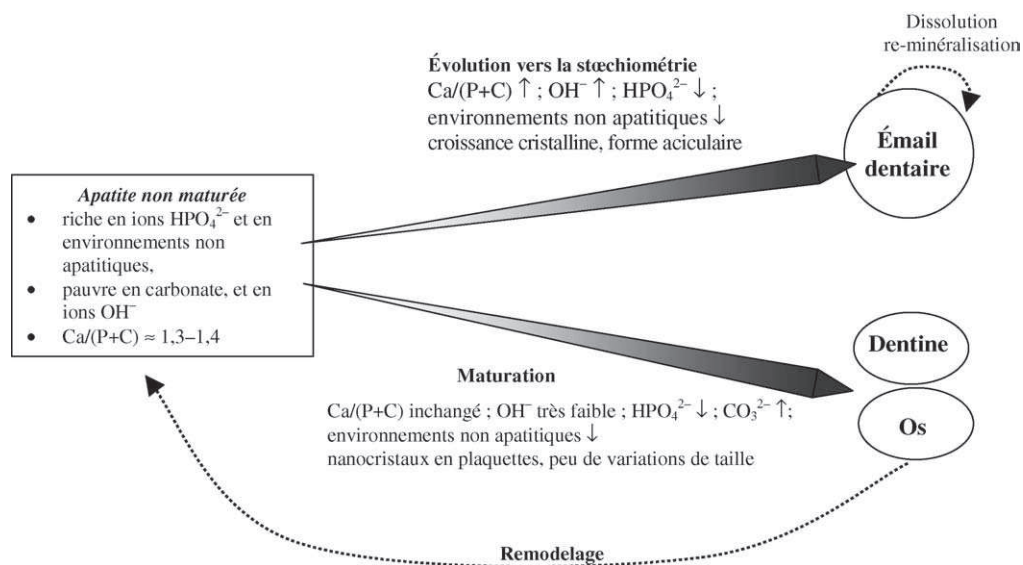 Dissolution
re-minéralisation
Évolution vers la stœchiométrie
Ca/(P+C) ↑ ; OH⁻ ↑ ; HPO₄²⁻ ↓ ;
environnements non apatitiques ↓
croissance cristalline, forme aciculaire
Émail
dentaire
Apatite non maturée
• riche en ions HPO₄²⁻ et en
environnements non
apatitiques,
• pauvre en carbonate, et en
ions OH⁻
• Ca/(P+C) ≈ 1,3–1,4
Dentine
Os
Maturation
Ca/(P+C) inchangé ; OH⁻ très faible ; HPO₄²⁻ ↓ ; CO₃²⁻ ↑;
environnements non apatitiques ↓
nanocristaux en plaquettes, peu de variations de taille
Remodelage